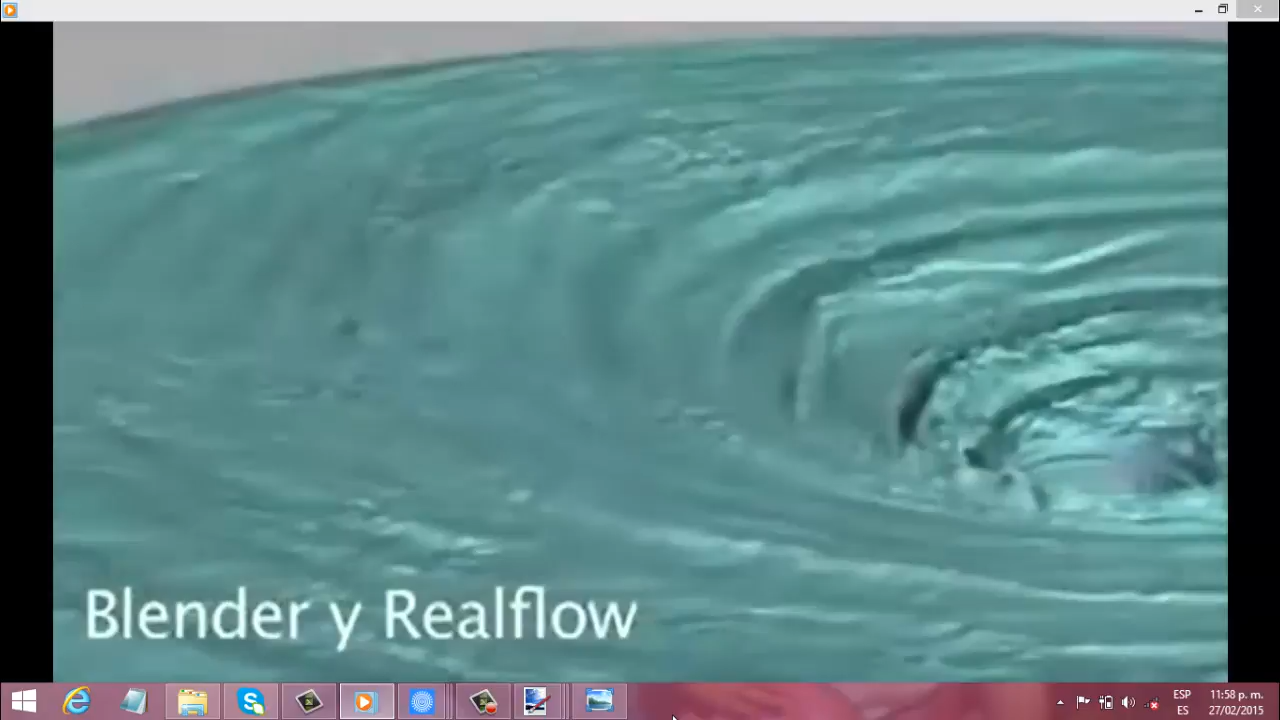 Blender y Realflow
ESP
ES
11:58 p. m.
27/02/2015